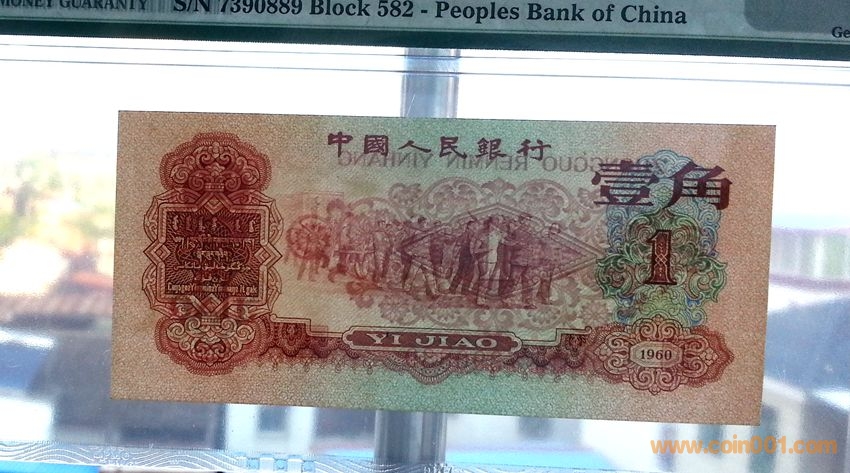 MONEY GUARANTY
S/N 7390889 Block 582 - Peoples Bank of China
Ge
中國人民銀行
壹角
1
YI JIAO
1960
www.coin001.com